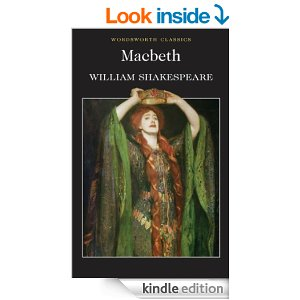 Look inside
WORDSWORTH CLASSICS
Macbeth
WILLIAM SHAKESPEARE
kindle edition